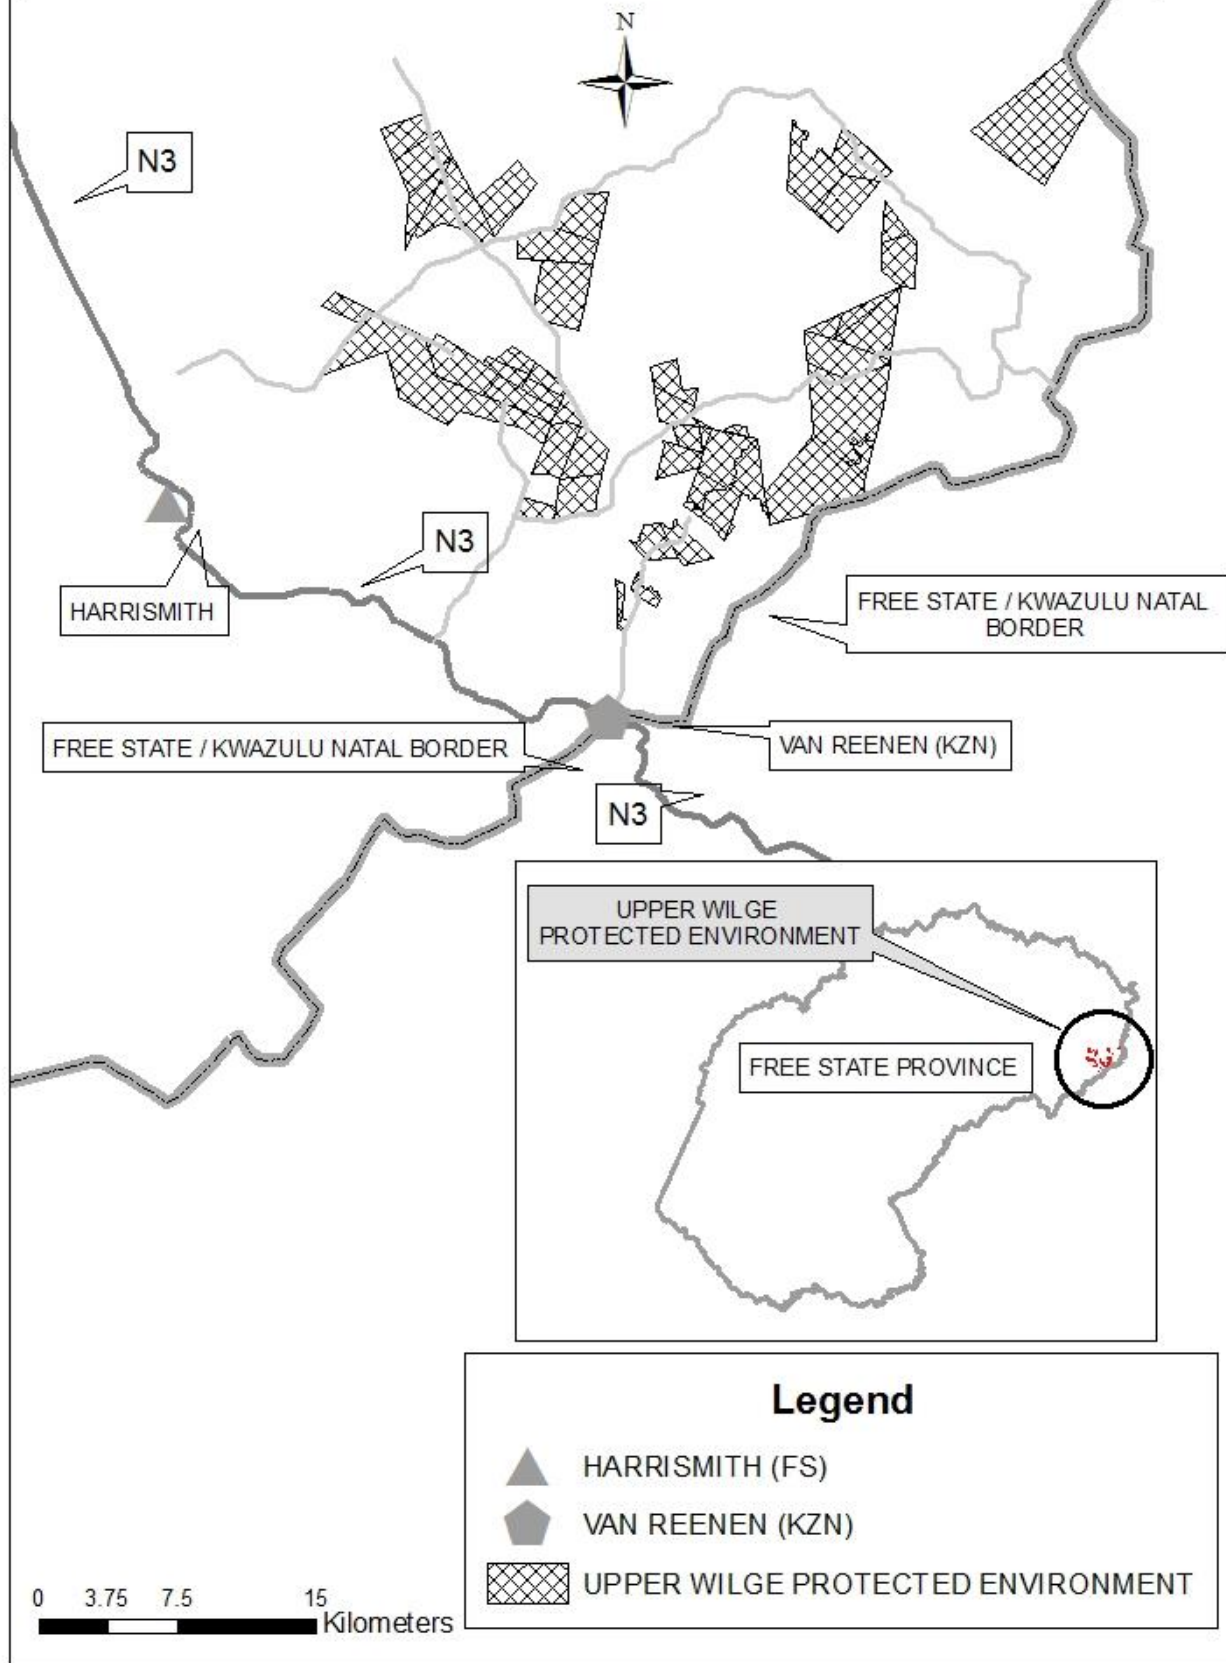 N
N3
N3
HARRISMITH
FREE STATE / KWAZULU NATAL
BORDER
FREE STATE / KWAZULU NATAL BORDER
VAN REENEN (KZN)
N3
UPPER WILGE
PROTECTED ENVIRONMENT
FREE STATE PROVINCE
Legend
HARRISMITH (FS)
VAN REENEN (KZN)
UPPER WILGE PROTECTED ENVIRONMENT
0 3.75 7.5 15
Kilometers